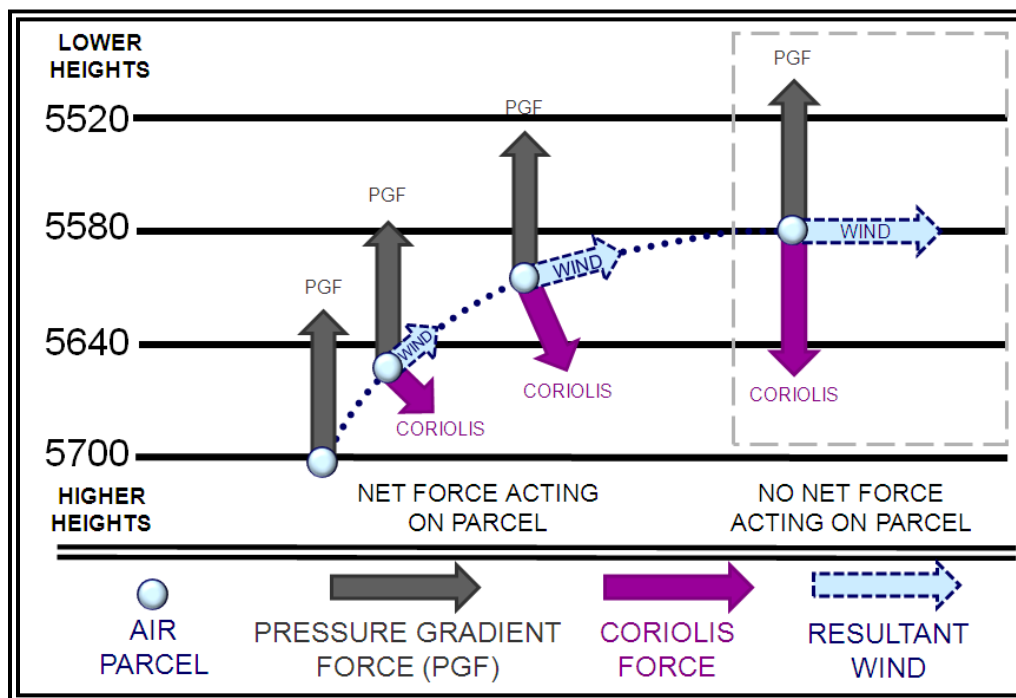 LOWER
HEIGHTS
PGF
5520
PGF
PGF
5580
WIND
WIND
PGF
5640
WIND
CORIOLIS
CORIOLIS
CORIOLIS
5700
HIGHER
HEIGHTS
NET FORCE ACTING
ON PARCEL
NO NET FORCE
ACTING ON PARCEL
AIR
PARCEL
PRESSURE GRADIENT
FORCE (PGF)
CORIOLIS
FORCE
RESULTANT
WIND